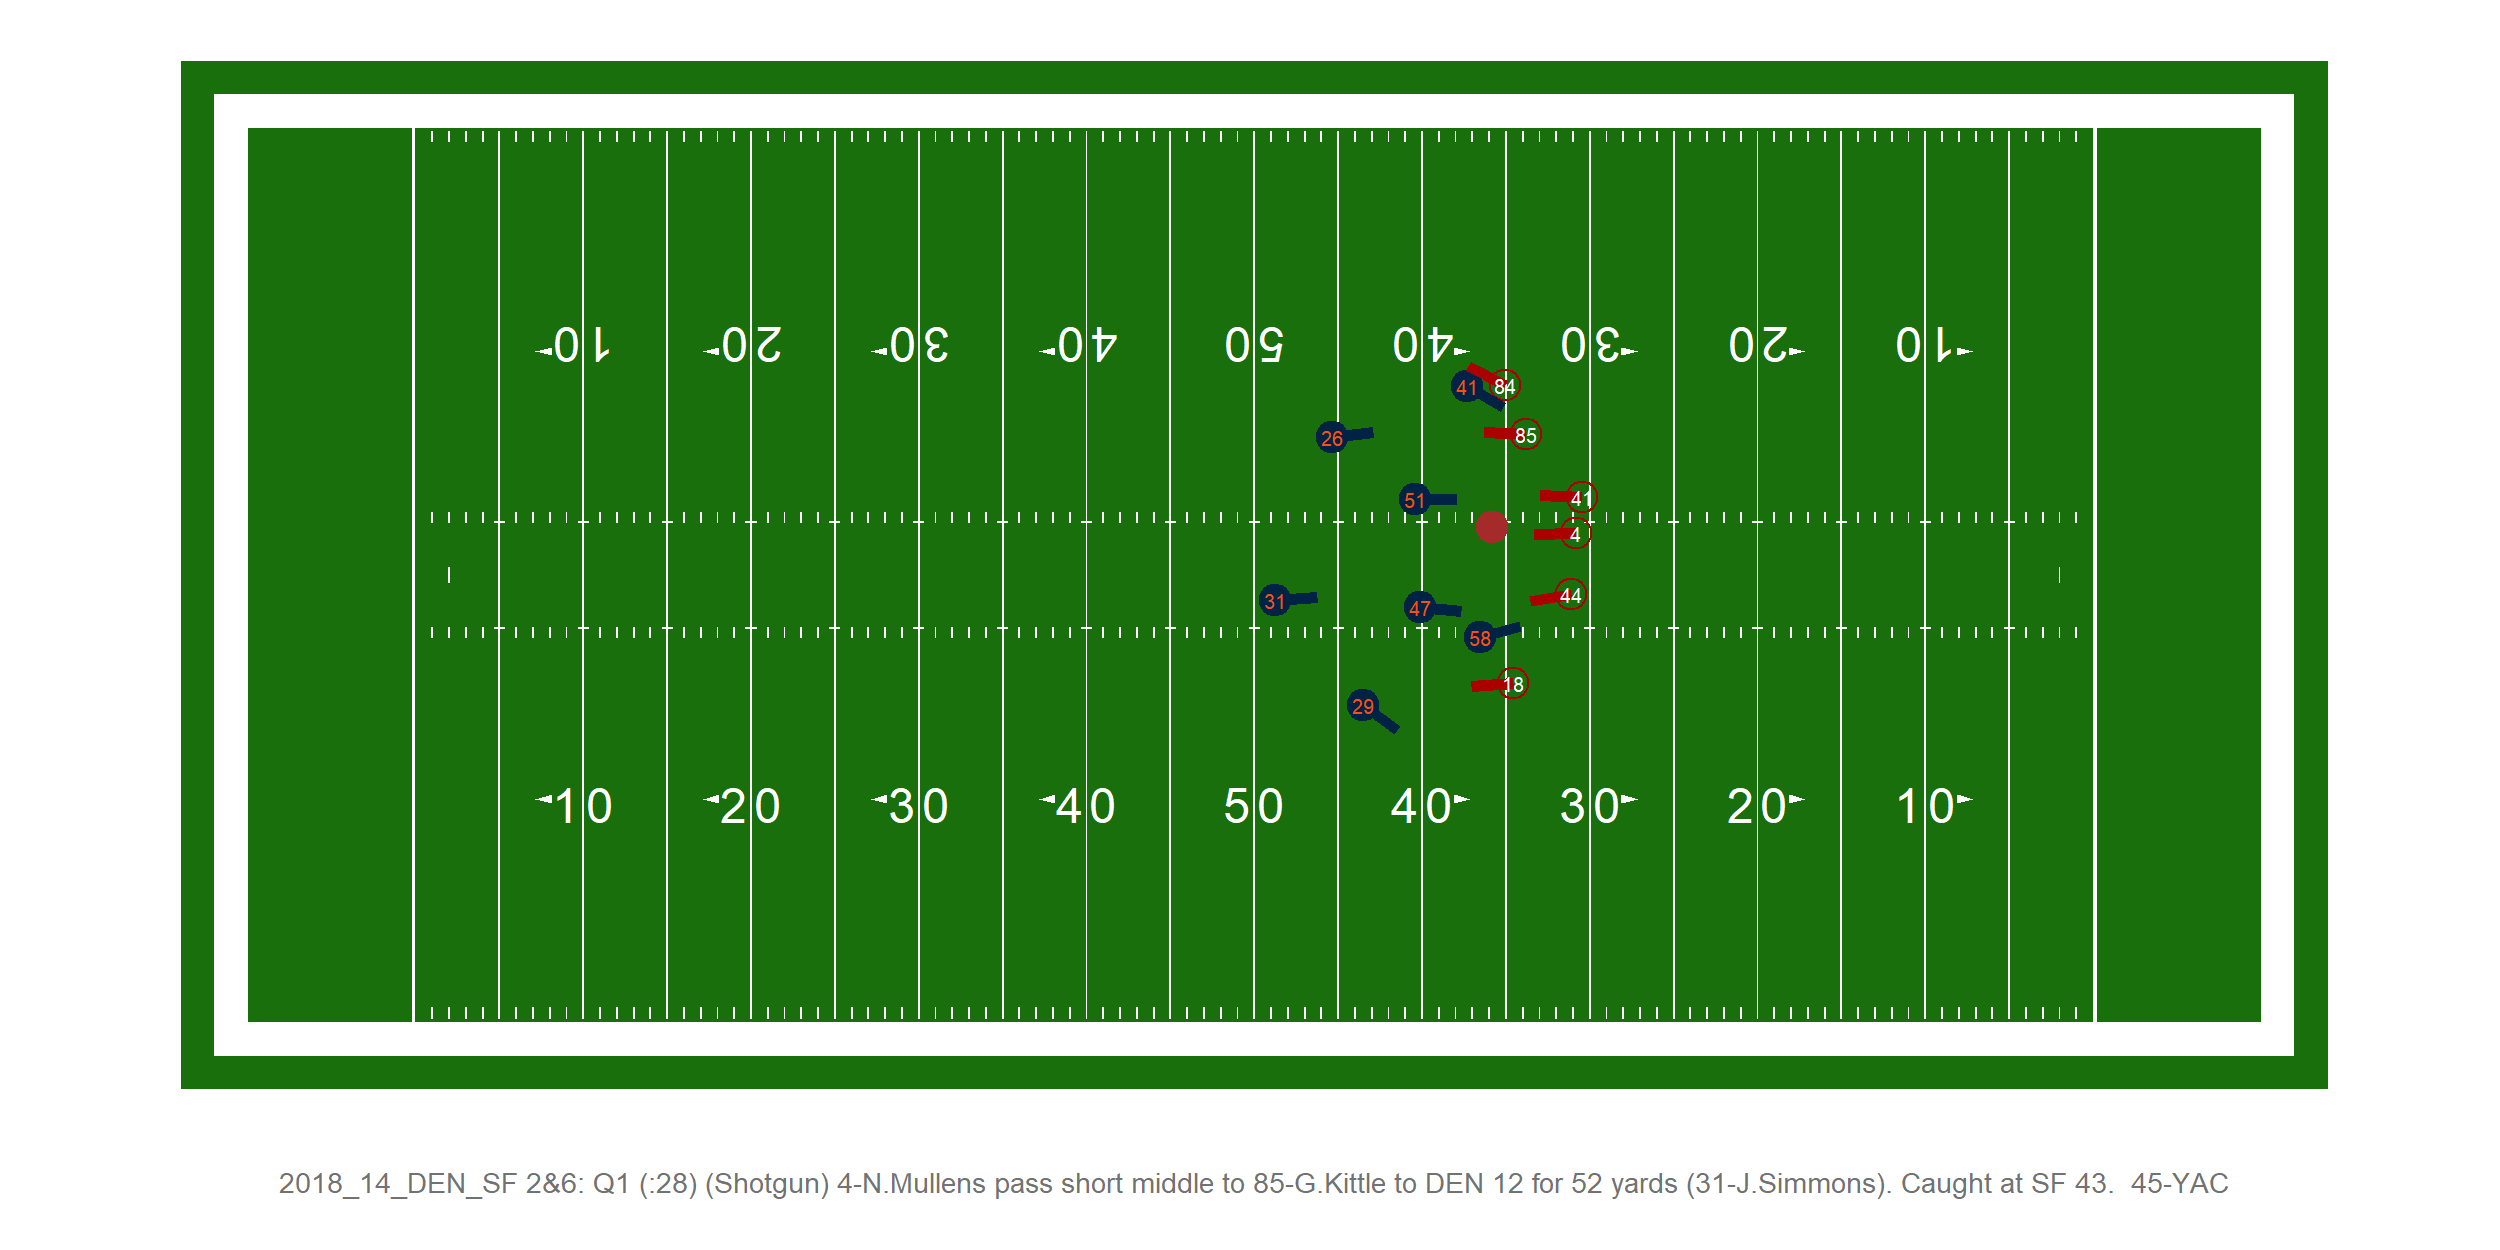 10 20 30 40 50 40 30 20 10
41 84
26 85
51 41
4
31 47 44
58
29 18
10 20 30 40 50 40 30 20 10
2018_14_DEN_SF 2&6: Q1 (:28) (Shotgun) 4-N.Mullens pass short middle to 85-G.Kittle to DEN 12 for 52 yards (31-J.Simmons). Caught at SF 43.  45-YAC